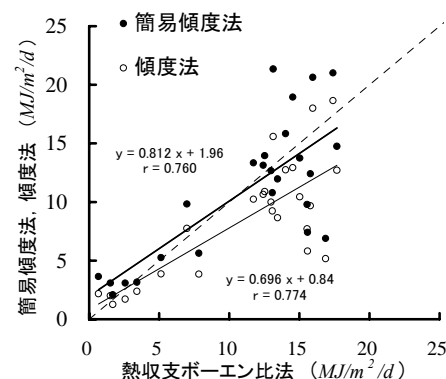 簡易傾度法, 傾度法 (MJ/m²/d)
25
20
15
10
5
0
● 簡易傾度法
○ 傾度法
y = 0.812 x + 1.96
r = 0.760
y = 0.696 x + 0.84
r = 0.774
0 5 10 15 20 25
熱収支ボーエン比法 (MJ/m²/d)